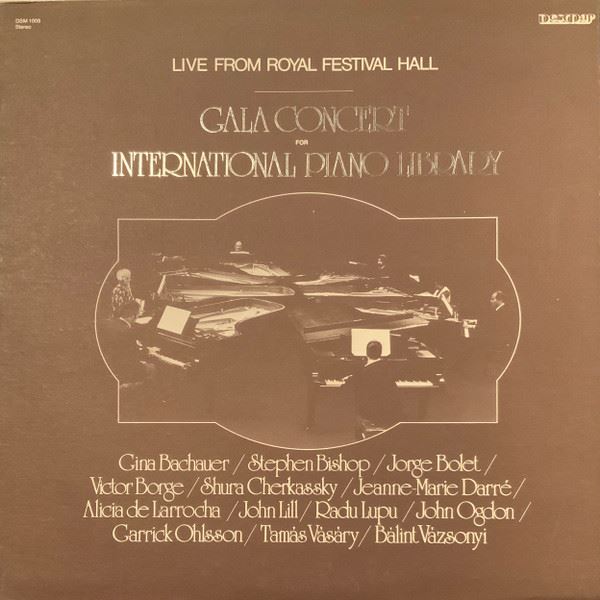 DSM 1003
Stereo
DESMAR
LIVE FROM ROYAL FESTIVAL HALL
GALA CONCERT
FOR
INTERNATIONAL PIANO LIBRARY
Gina Bachauer / Stephen Bishop / Jorge Bolet /
Victor Borge / Shura Cherkassky / Jeanne-Marie Darré /
Alicia de Larrocha / John Lill / Radu Lupu / John Ogdon /
Garrick Ohlsson / Tamás Vásáry / Bálint Vázsonyi